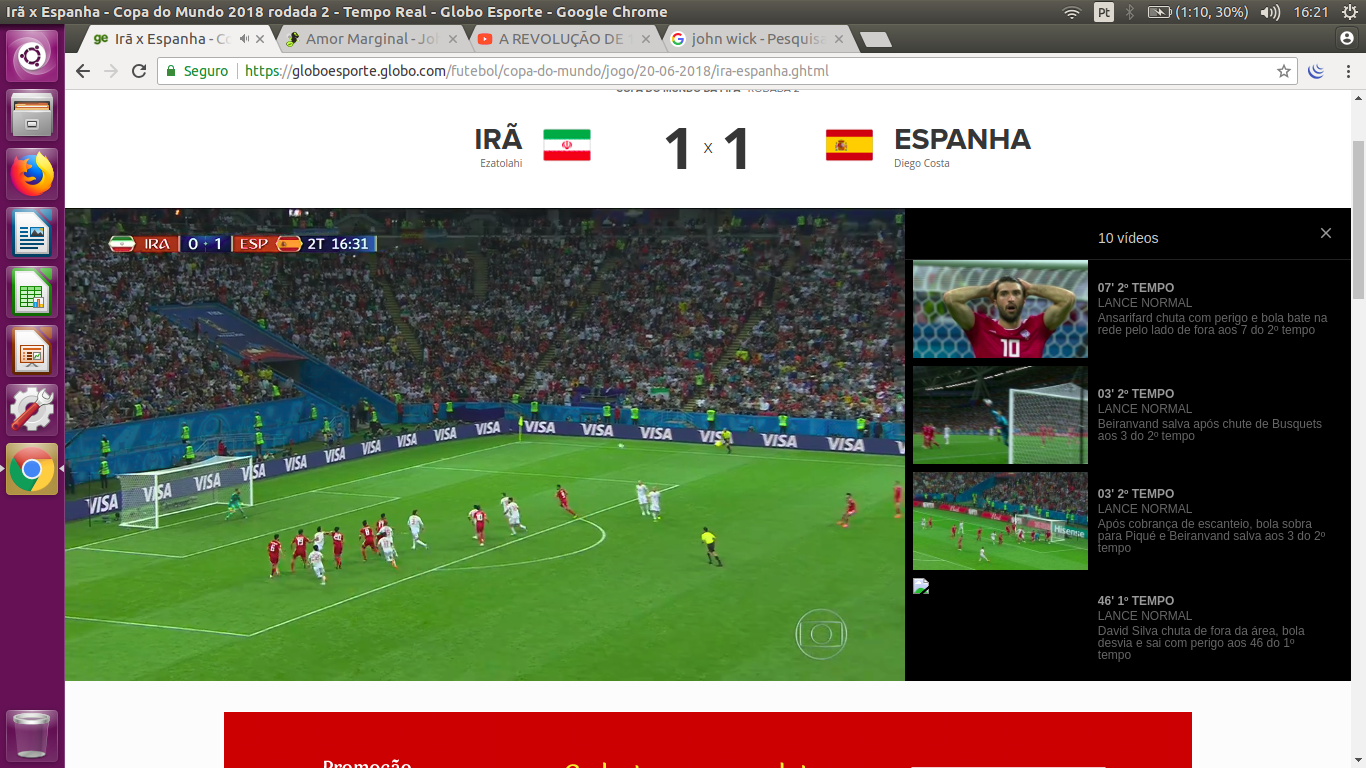 Irã x Espanha - Copa do Mundo 2018 rodada 2 - Tempo Real - Globo Esporte - Google Chrome
Pt
(1:10, 30%)
16:21
ge Irã x Espanha - Co
Amor Marginal - Joh
A REVOLUÇÃO DE
john wick - Pesquisa
Seguro
https://globoesporte.globo.com/futebol/copa-do-mundo/jogo/20-06-2018/ira-espanha.ghtml
COPA DO MUNDO DA FIFA RODADA 2
IRÃ
1 x 1
ESPANHA
Ezatolahi
Diego Costa
IRA 0 - 1 ESP 2T 16:31
10 vídeos
07' 2º TEMPO
LANCE NORMAL
Ansarifard chuta com perigo e bola bate na
rede pelo lado de fora aos 7 do 2º tempo
10
03' 2º TEMPO
LANCE NORMAL
Beiranvand salva após chute de Busquets
aos 3 do 2º tempo
03' 2º TEMPO
LANCE NORMAL
Após cobrança de escanteio, bola sobra
para Piqué e Beiranvand salva aos 3 do 2º
tempo
Hisense
46' 1º TEMPO
LANCE NORMAL
David Silva chuta de fora da área, bola
desvia e sai com perigo aos 46 do 1º
tempo
VISA VISA VISA VISA VISA VISA VISA VISA VISA VISA VISA VISA VISA
Promoção